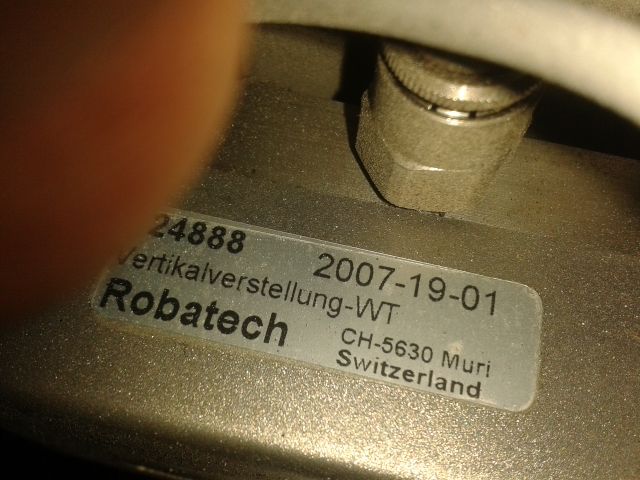 24888 2007-19-01
Vertikalverstellung-WT
Robatech CH-5630 Muri
Switzerland